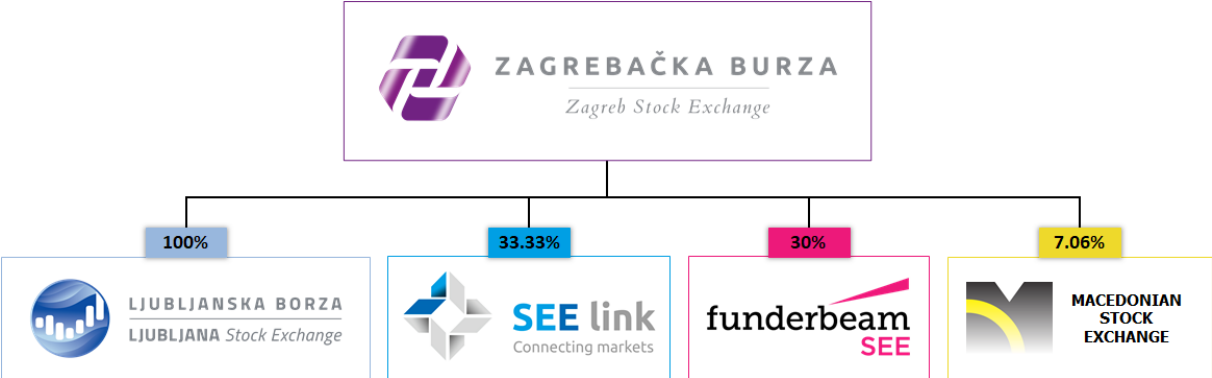 ZAGREBAČKA BURZA
Zagreb Stock Exchange
100%
33.33%
30%
7.06%
LJUBLJANSKA BORZA
LJUBLJANA Stock Exchange
SEE link
Connecting markets
funderbeam
SEE
MACEDONIAN
STOCK
EXCHANGE